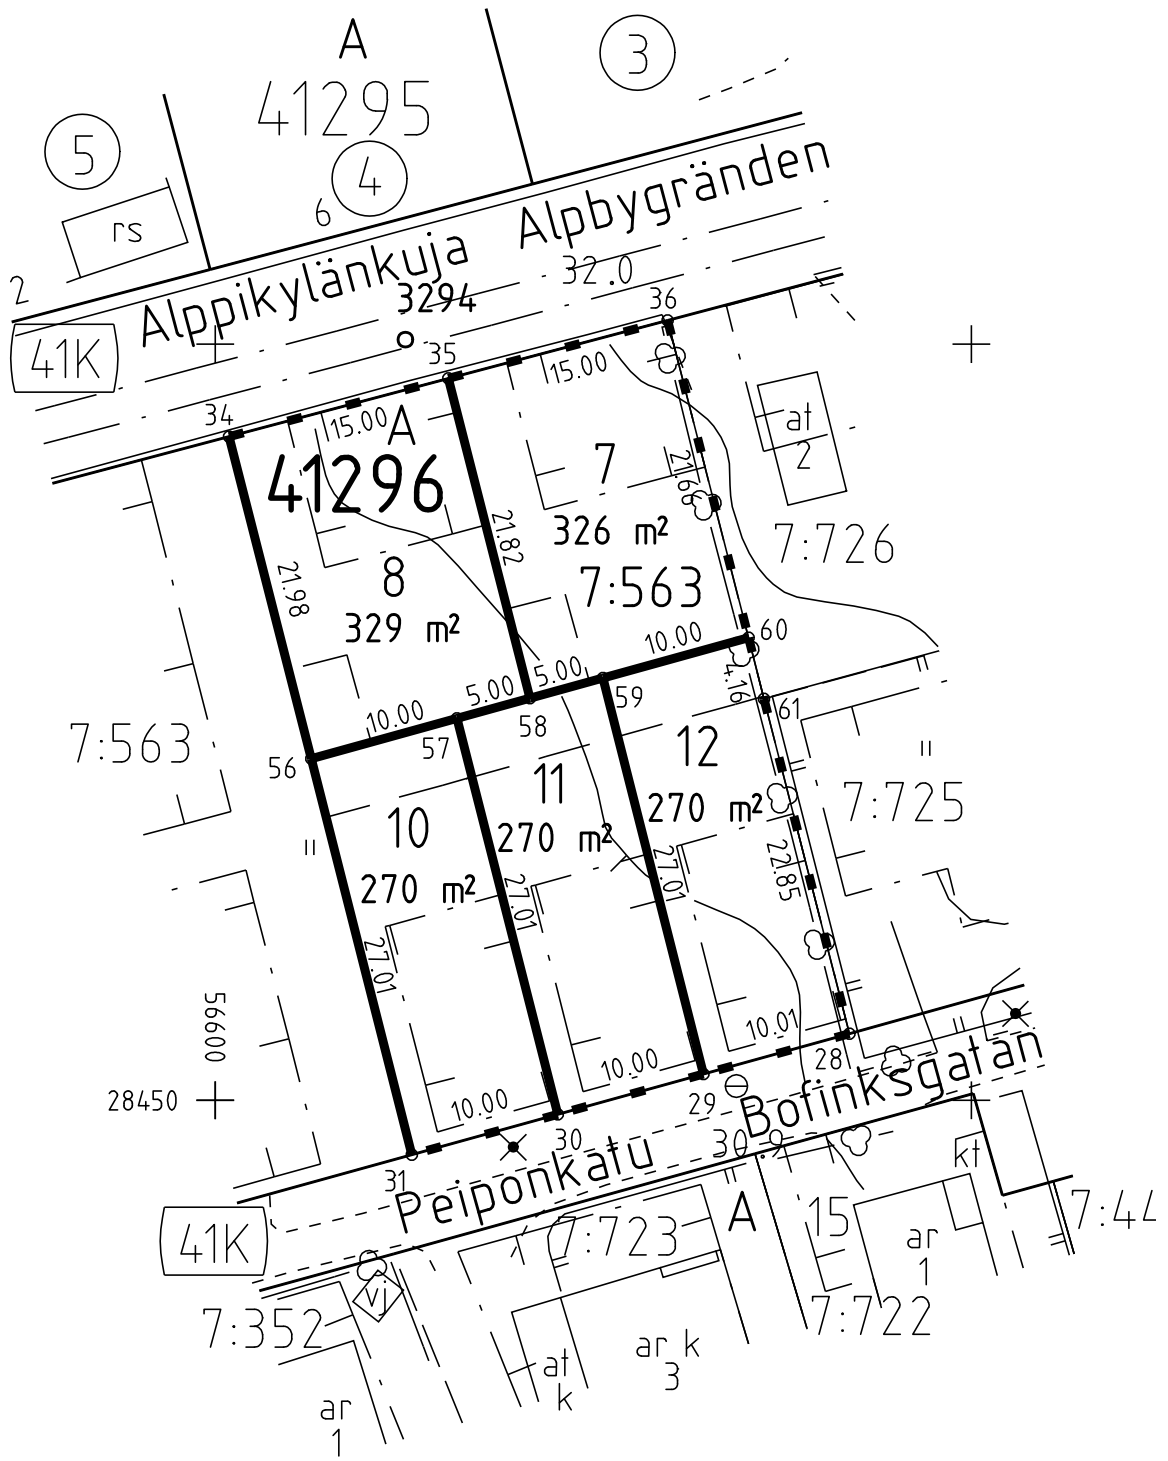 A
3
41295
5
4
6
rs
Alpbygränden
2
Alppikylänkuja
32.0
3294
36
41K
35
15.00
34
15.00
A
at
2
7
41296
21.66
21.82
326 m²
7:726
8
7:563
21.98
329 m²
10.00
60
5.00
5.00
59
4.16
10.00
58
61
7:563
57
12
56
11
7:725
10
270 m²
270 m²
22.85
270 m²
27.01
27.01
27.01
56600
10.01
28
10.00
Bofinksgatan
28450
10.00
29
30
30.9
kt
31
Peiponkatu
A
15
7:44
41K
7:723
ar
1
vj
7:352
7:722
ar k
3
at
k
ar
1